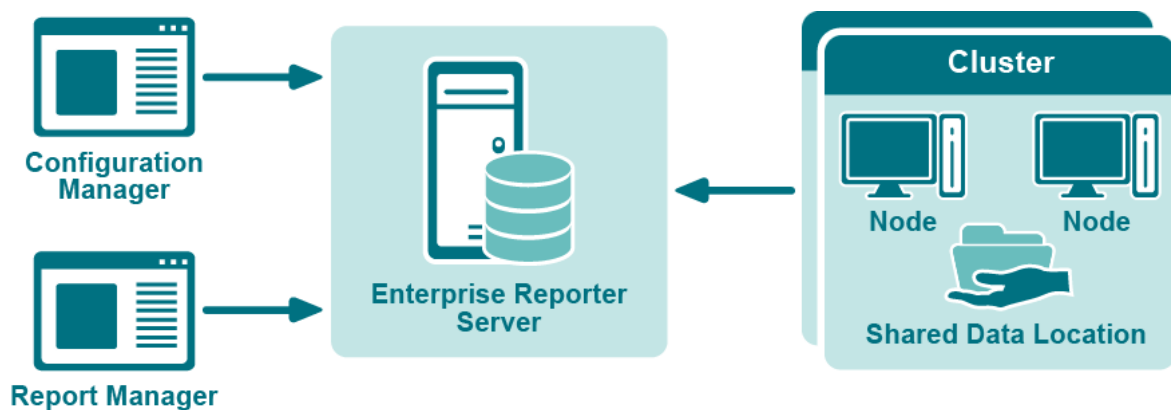 Configuration
Manager
Report Manager
Enterprise Reporter
Server
Cluster
Node
Node
Shared Data Location